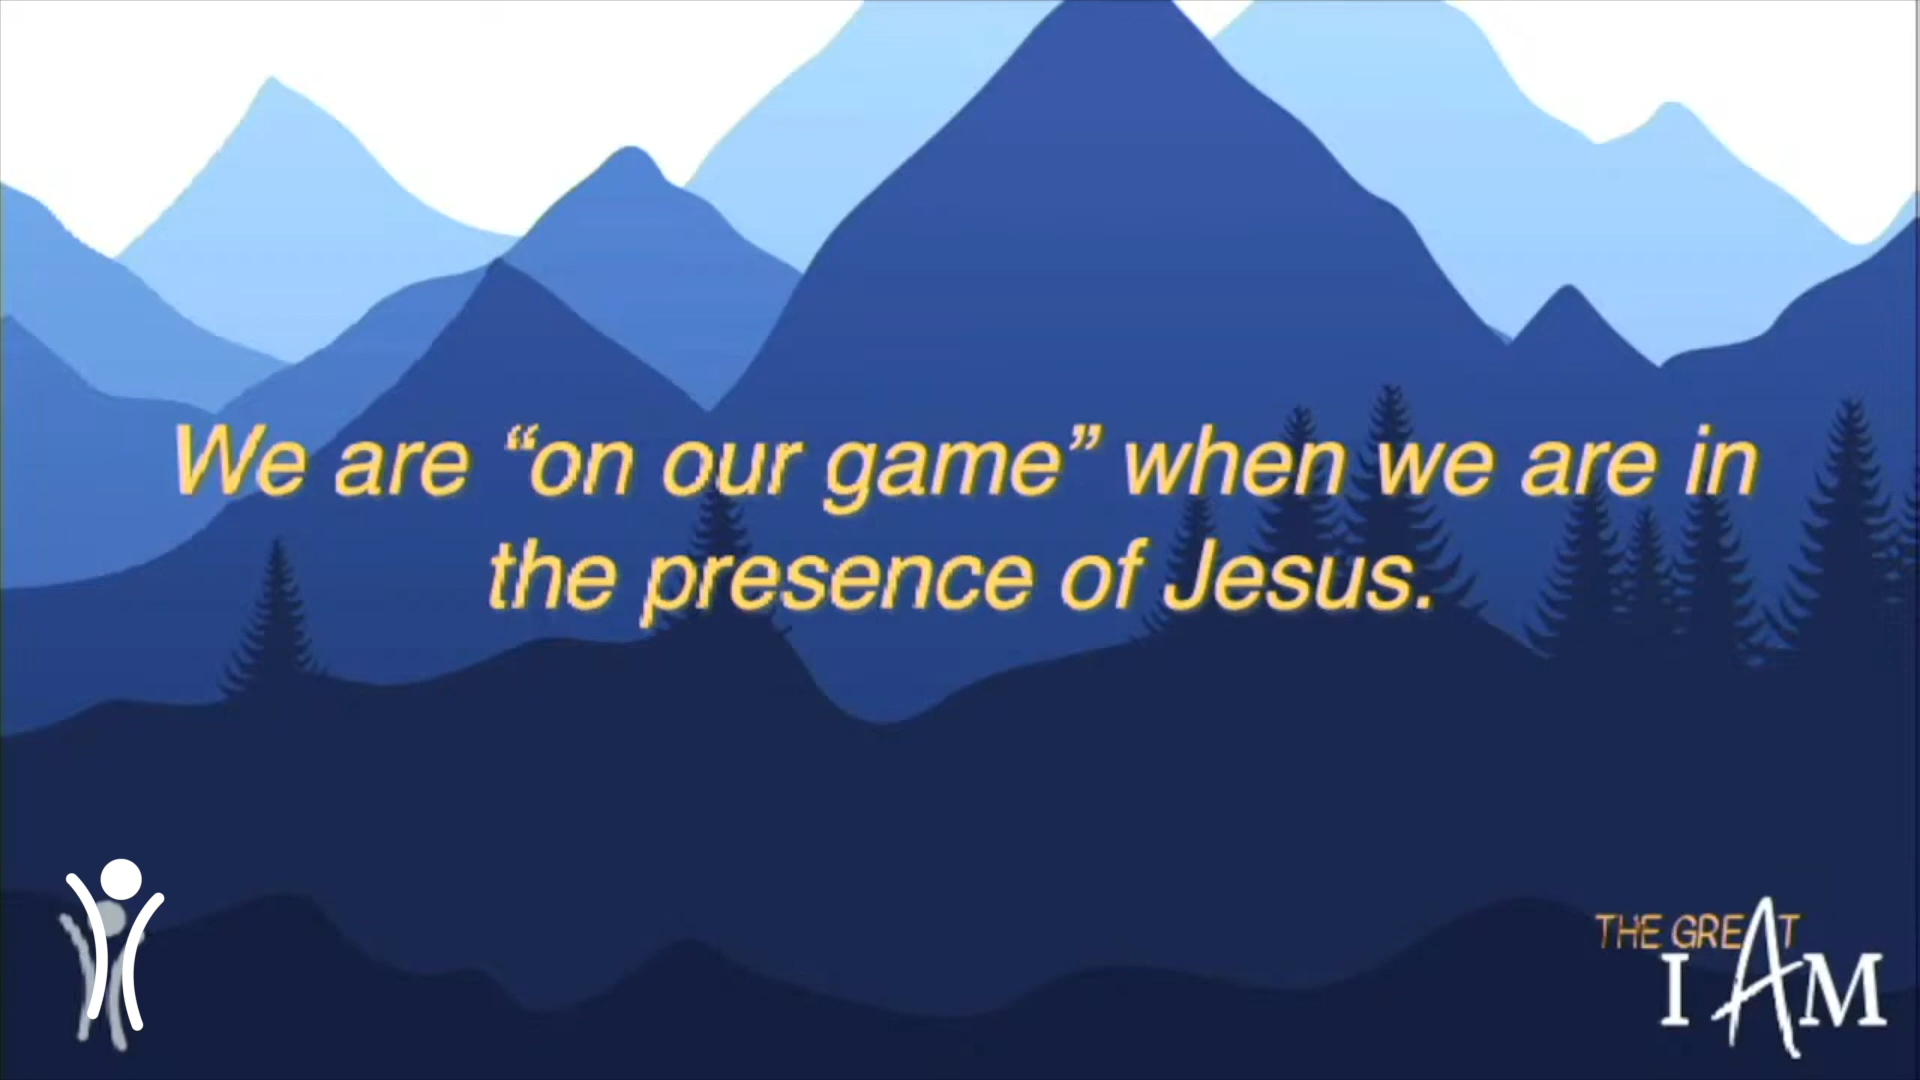 We are “on our game” when we are in
the presence of Jesus.
THE GREAT
I AM